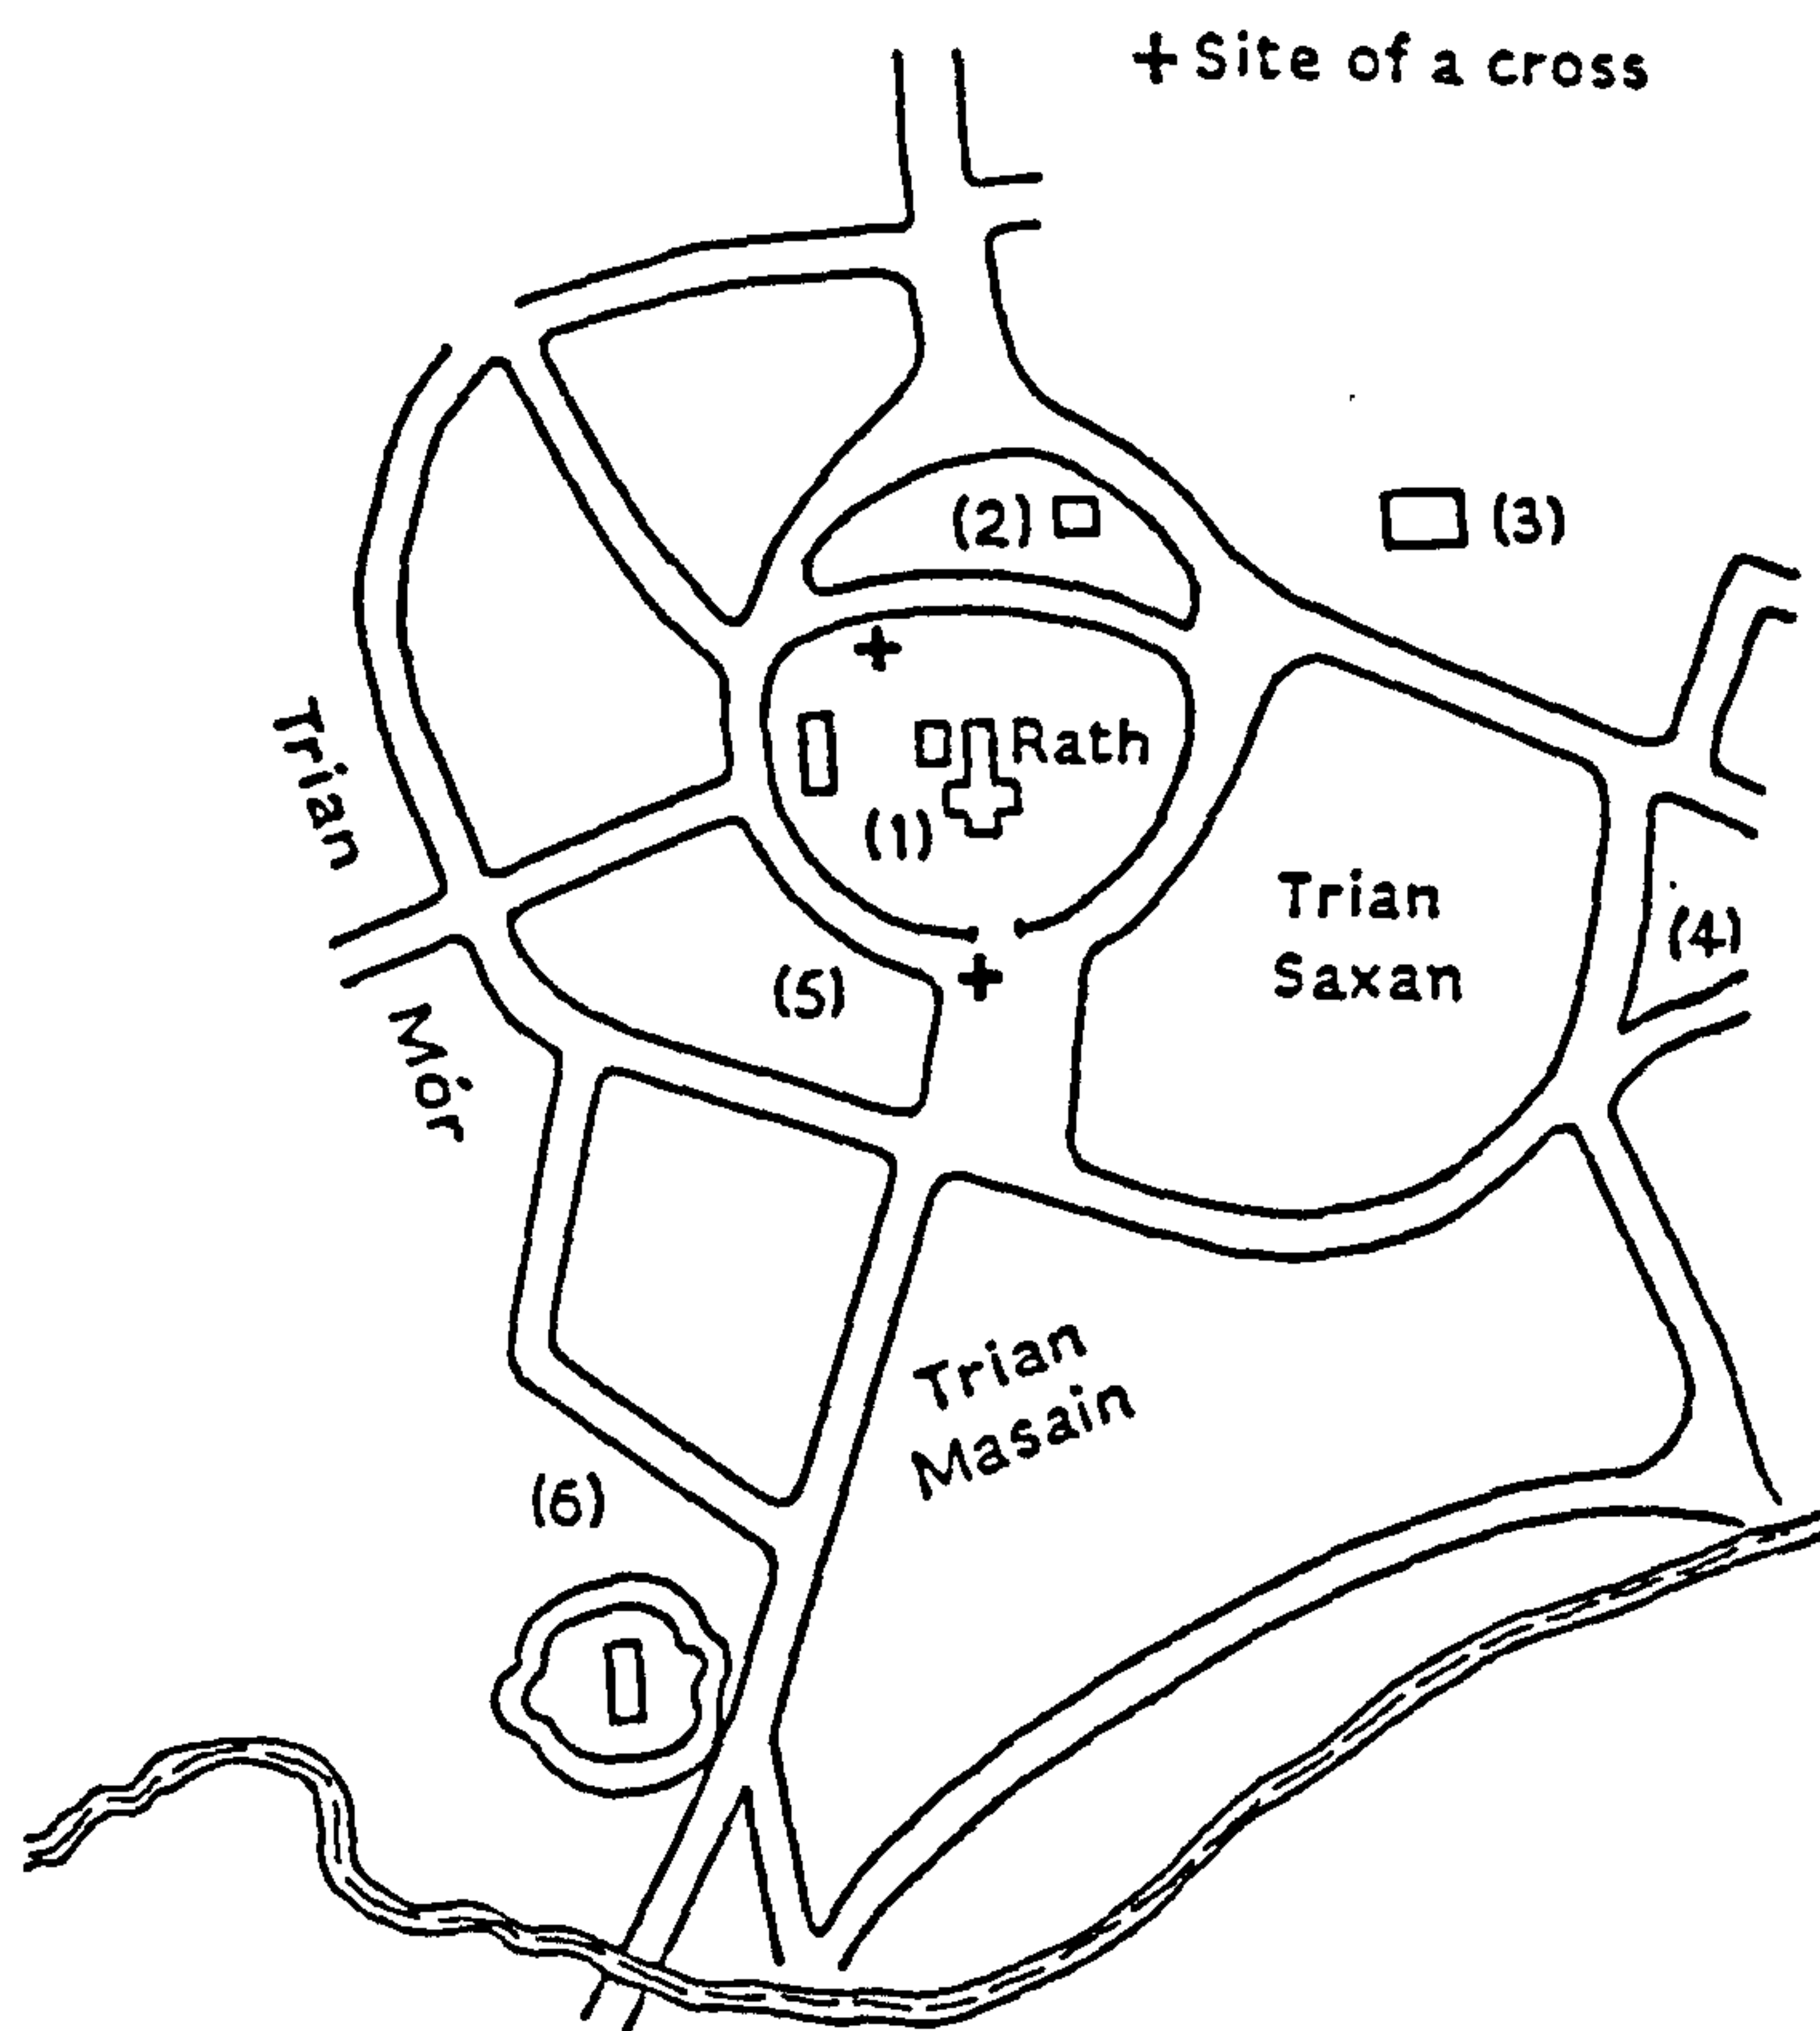 + Site of a cross
(2)
(3)
Rath
(1)
Trian
Mór
Trian
Saxan
(4)
(5)
Trian
Masain
(6)